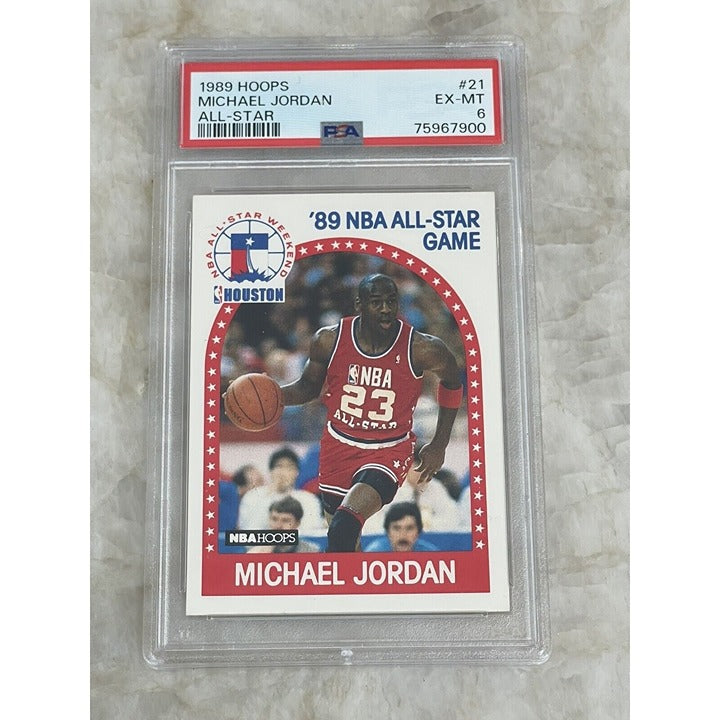 1989 HOOPS #21
MICHAEL JORDAN EX-MT
ALL-STAR PSA 6
75967900
NBA ALL-STAR WEEKEND
HOUSTON
'89 NBA ALL-STAR
GAME
NBA
23
ALL-STAR
NBA HOOPS
MICHAEL JORDAN